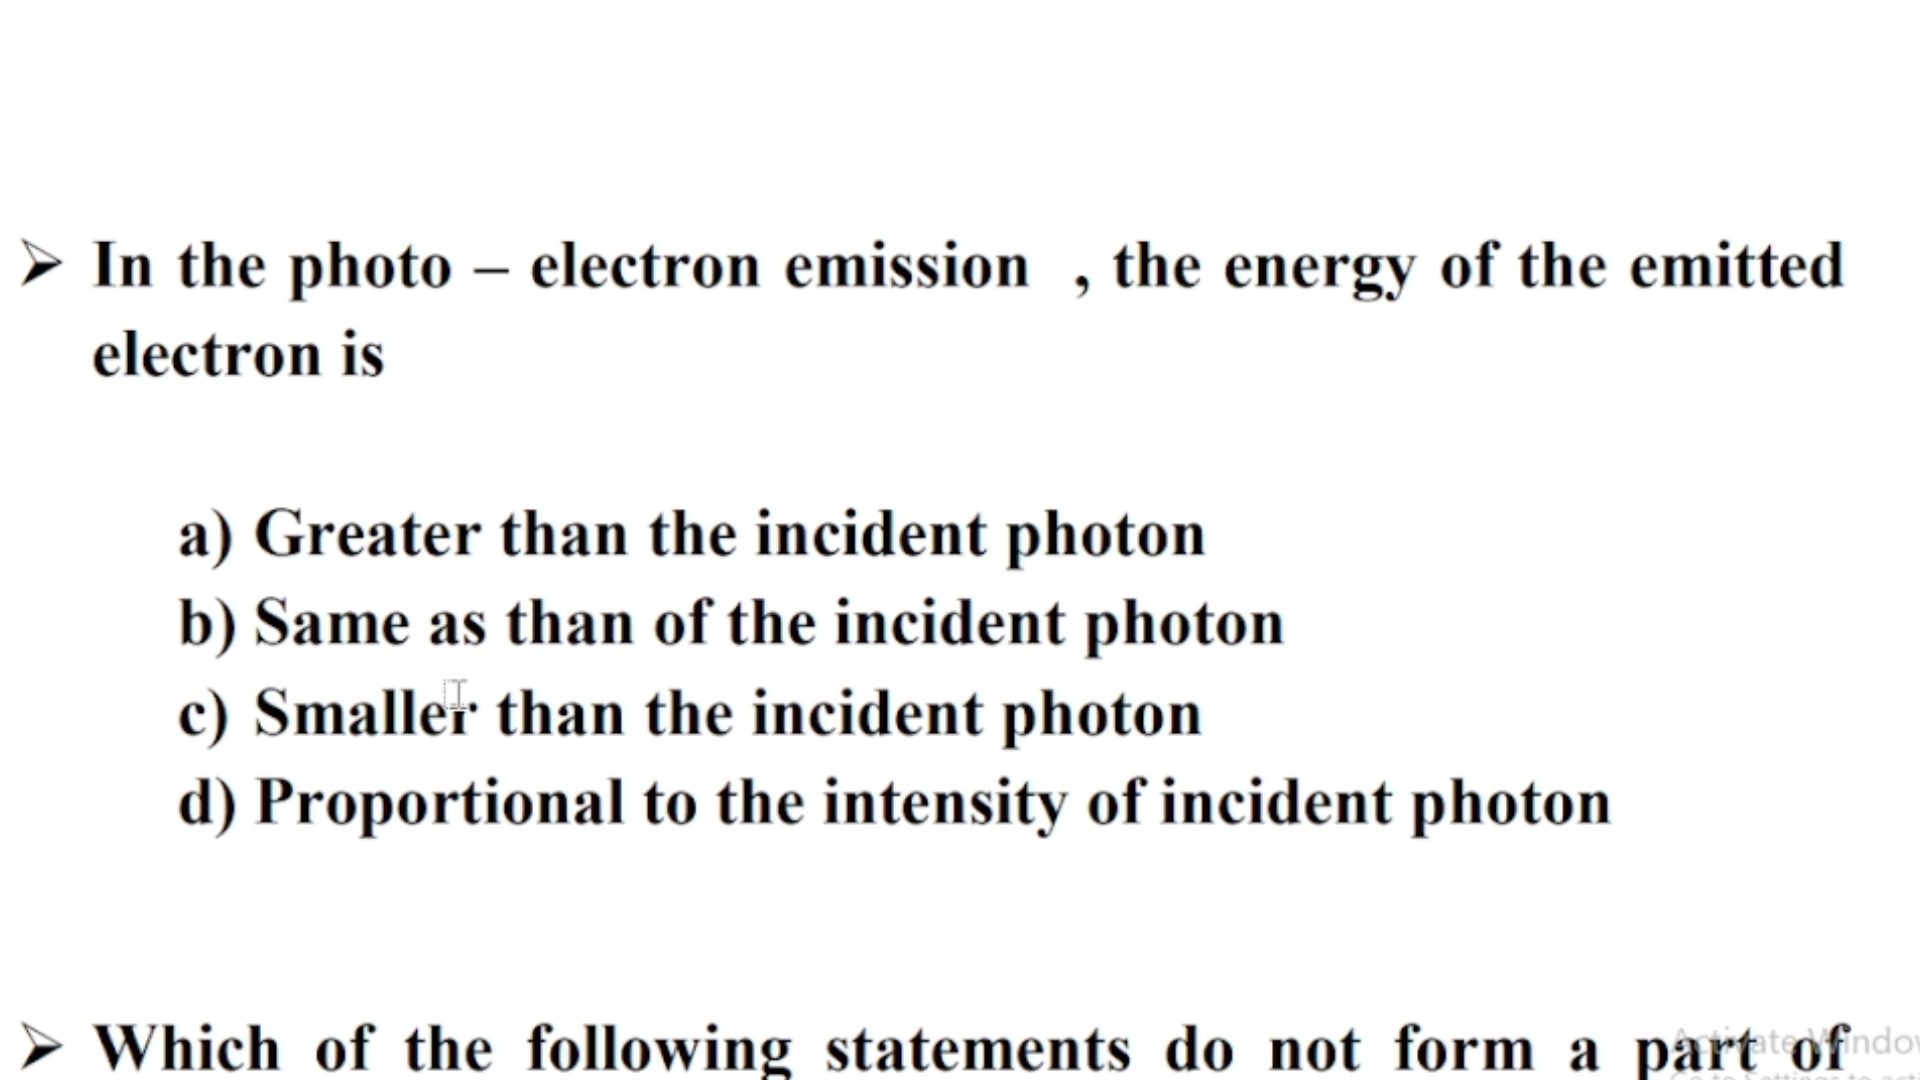 ➢ In the photo – electron emission , the energy of the emitted
electron is
a) Greater than the incident photon
b) Same as than of the incident photon
c) Smaller than the incident photon
d) Proportional to the intensity of incident photon
➢ Which of the following statements do not form a part of
Activate Window